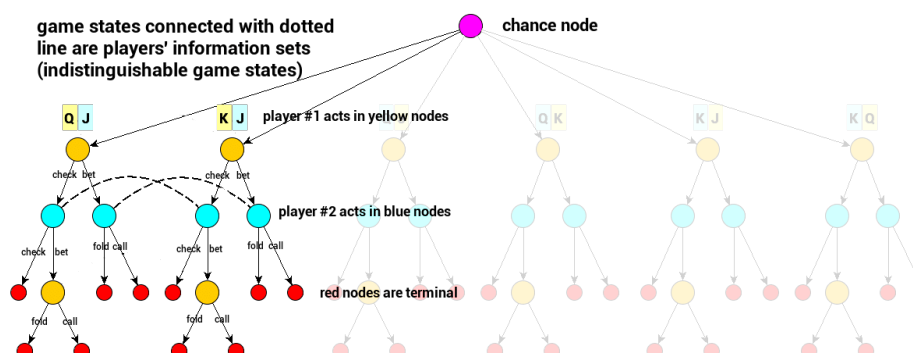 game states connected with dotted
line are players' information sets
(indistinguishable game states)
chance node
Q J
K J
player #1 acts in yellow nodes
Q K
K J
K Q
check bet
check bet
player #2 acts in blue nodes
check bet
fold call
check bet
fold call
red nodes are terminal
fold call
fold call